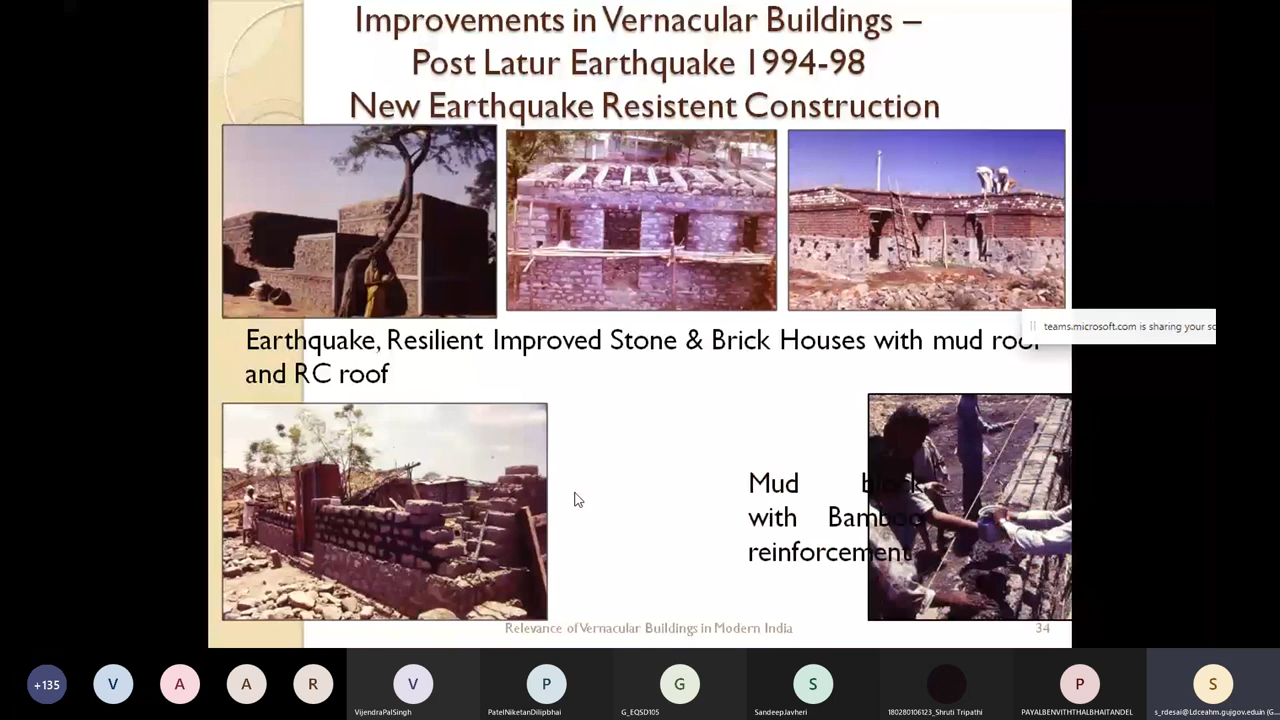 Improvements in Vernacular Buildings –
Post Latur Earthquake 1994-98
New Earthquake Resistent Construction
teams.microsoft.com is sharing your sc
Earthquake, Resilient Improved Stone & Brick Houses with mud roof
and RC roof
Mud block
with Bamboo
reinforcement
Relevance of Vernacular Buildings in Modern India
34
+135
V
A
A
R
V
P
G
S
P
S
VijendraPalSingh
PatelNiketanDilipbhai
G_EQSD105
SandeepJavheri
180280106123_Shruti Tripathi
PAYALBENVITHTHALBHAITANDEL
s_rdesai@Ldceahm.gujgov.eduin (G...